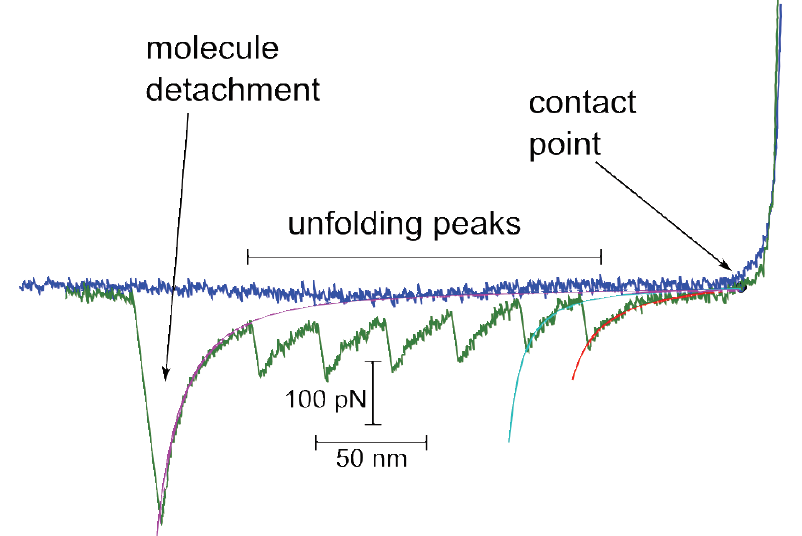 molecule
detachment
contact
point
unfolding peaks
100 pN
50 nm